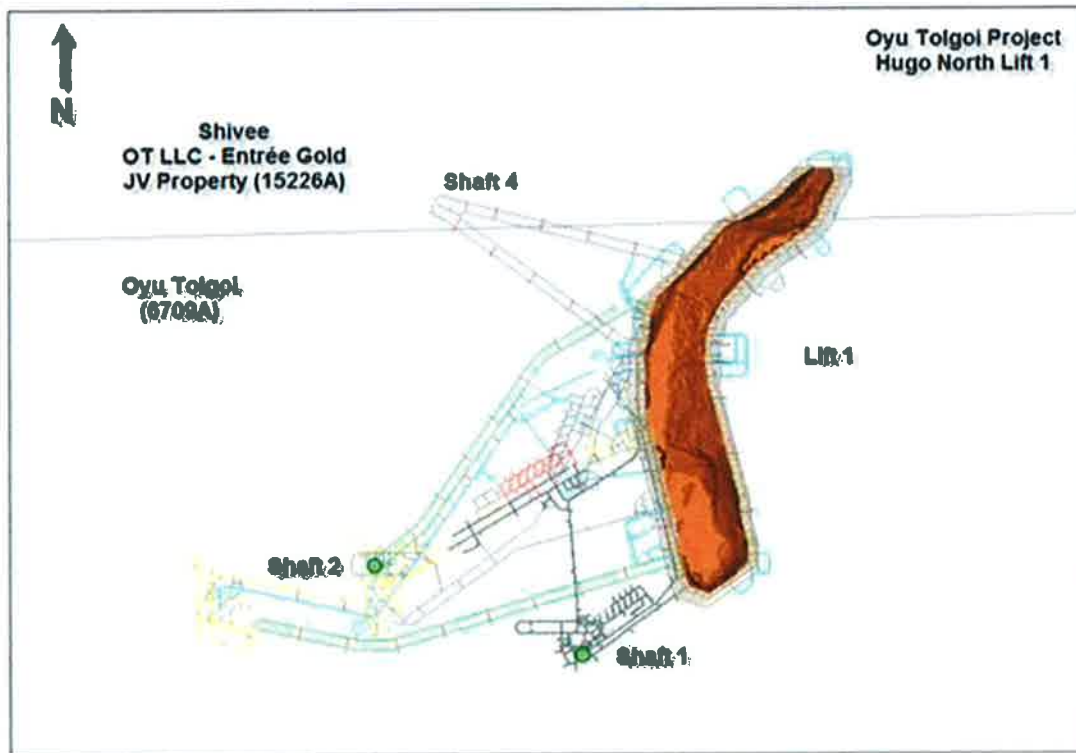 Oyu Tolgoi Project
Hugo North Lift 1
N
Shivee
OT LLC - Entrée Gold
JV Property (15226A)
Shaft 4
Oyu Tolgoi
(6709A)
Lift 1
Shaft 2
Shaft 1